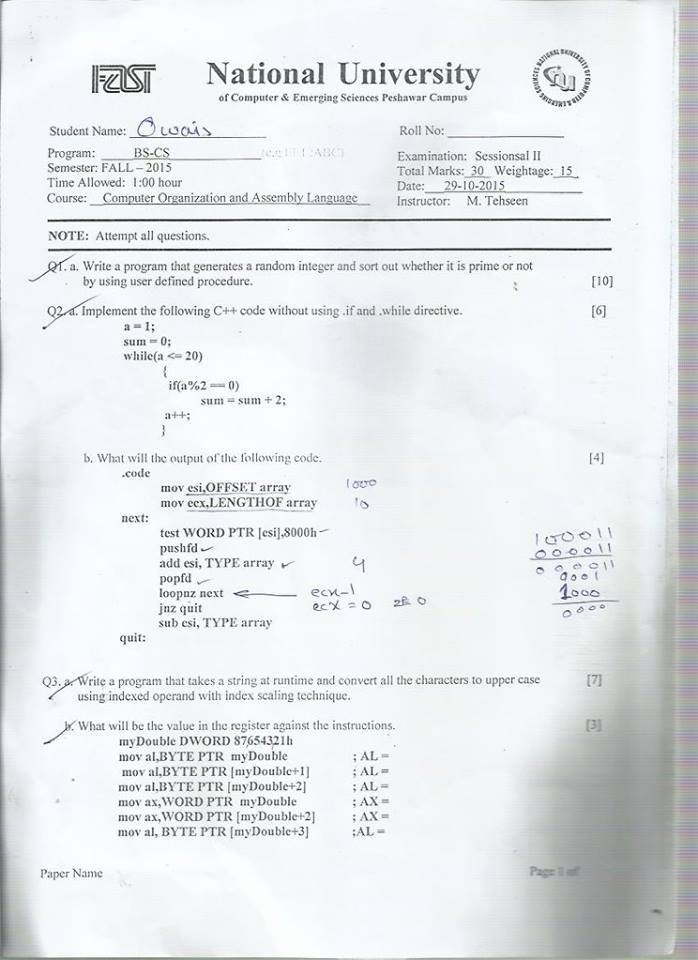 FAST
National University
of Computer & Emerging Sciences Peshawar Campus
Student Name: Owais
Roll No:
Program: BS-CS
Semester: FALL – 2015
Time Allowed: 1:00 hour
Course: Computer Organization and Assembly Language
Examination: Sessionsal II
Total Marks: 30 Weightage: 15
Date: 29-10-2015
Instructor: M. Tehseen
NOTE: Attempt all questions.
Q1. a. Write a program that generates a random integer and sort out whether it is prime or not
by using user defined procedure. [10]
Q2. a. Implement the following C++ code without using .if and .while directive. [6]
a = 1;
sum = 0;
while(a <= 20)
{
if(a%2 == 0)
sum = sum + 2;
a++;
}
b. What will the output of the following code. [4]
.code
mov esi,OFFSET array 1000
mov ecx,LENGTHOF array 10
next:
test WORD PTR [esi],8000h
pushfd
add esi, TYPE array 4
popfd
loopnz next ecx-1
jnz quit ecx = 0
sub esi, TYPE array
quit:
100011
000011
000011
0001
1000
0000
Q3. a. Write a program that takes a string at runtime and convert all the characters to upper case [7]
using indexed operand with index scaling technique.
b. What will be the value in the register against the instructions. [3]
myDouble DWORD 87654321h
mov al,BYTE PTR myDouble ; AL =
mov al,BYTE PTR [myDouble+1] ; AL =
mov al,BYTE PTR [myDouble+2] ; AL =
mov ax,WORD PTR myDouble ; AX =
mov ax,WORD PTR [myDouble+2] ; AX =
mov al, BYTE PTR [myDouble+3] ;AL =
Paper Name
Page 1 of